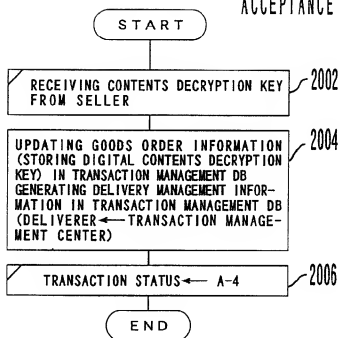 ACCEPTANCE
START
RECEIVING CONTENTS DECRYPTION KEY
FROM SELLER
2002
UPDATING GOODS ORDER INFORMATION
(STORING DIGITAL CONTENTS DECRYPTION
KEY) IN TRANSACTION MANAGEMENT DB
GENERATING DELIVERY MANAGEMENT INFOR-
MATION IN TRANSACTION MANAGEMENT DB
(DELIVERER ← TRANSACTION MANAGE-
MENT CENTER)
2004
TRANSACTION STATUS ← A-4
2006
END